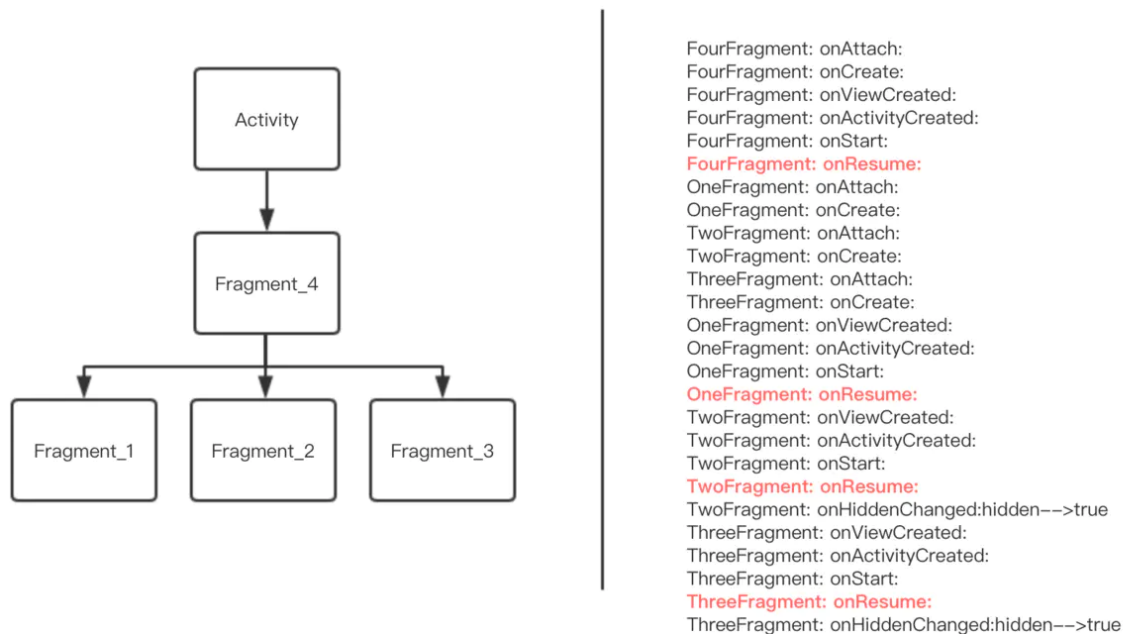 Activity
Fragment_4
Fragment_1
Fragment_2
Fragment_3
FourFragment: onAttach:
FourFragment: onCreate:
FourFragment: onViewCreated:
FourFragment: onActivityCreated:
FourFragment: onStart:
FourFragment: onResume:
OneFragment: onAttach:
OneFragment: onCreate:
TwoFragment: onAttach:
TwoFragment: onCreate:
ThreeFragment: onAttach:
ThreeFragment: onCreate:
OneFragment: onViewCreated:
OneFragment: onActivityCreated:
OneFragment: onStart:
OneFragment: onResume:
TwoFragment: onViewCreated:
TwoFragment: onActivityCreated:
TwoFragment: onStart:
TwoFragment: onResume:
TwoFragment: onHiddenChanged:hidden-->true
ThreeFragment: onViewCreated:
ThreeFragment: onActivityCreated:
ThreeFragment: onStart:
ThreeFragment: onResume:
ThreeFragment: onHiddenChanged:hidden-->true